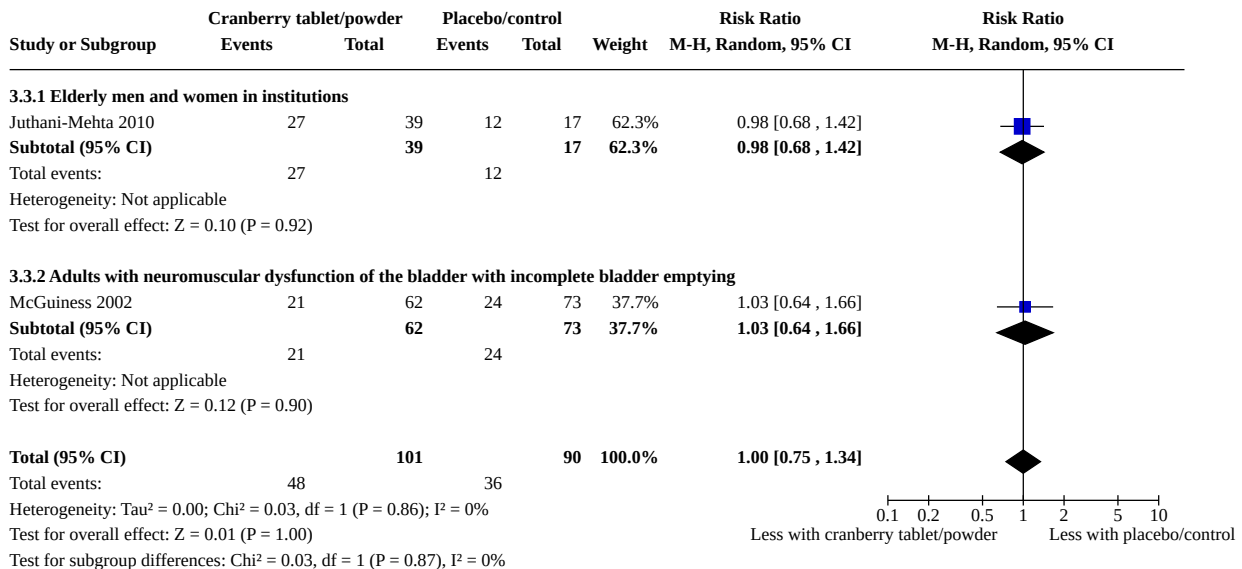 Cranberry tablet/powder Placebo/control Risk Ratio Risk Ratio
Study or Subgroup Events Total Events Total Weight M-H, Random, 95% CI M-H, Random, 95% CI
3.3.1 Elderly men and women in institutions
Juthani-Mehta 2010 27 39 12 17 62.3% 0.98 [0.68 , 1.42]
Subtotal (95% CI) 39 17 62.3% 0.98 [0.68 , 1.42]
Total events: 27 12
Heterogeneity: Not applicable
Test for overall effect: Z = 0.10 (P = 0.92)
3.3.2 Adults with neuromuscular dysfunction of the bladder with incomplete bladder emptying
McGuiness 2002 21 62 24 73 37.7% 1.03 [0.64 , 1.66]
Subtotal (95% CI) 62 73 37.7% 1.03 [0.64 , 1.66]
Total events: 21 24
Heterogeneity: Not applicable
Test for overall effect: Z = 0.12 (P = 0.90)
Total (95% CI) 101 90 100.0% 1.00 [0.75 , 1.34]
Total events: 48 36
Heterogeneity: Tau² = 0.00; Chi² = 0.03, df = 1 (P = 0.86); I² = 0%
0.1 0.2 0.5 1 2 5 10
Test for overall effect: Z = 0.01 (P = 1.00) Less with cranberry tablet/powder Less with placebo/control
Test for subgroup differences: Chi² = 0.03, df = 1 (P = 0.87), I² = 0%